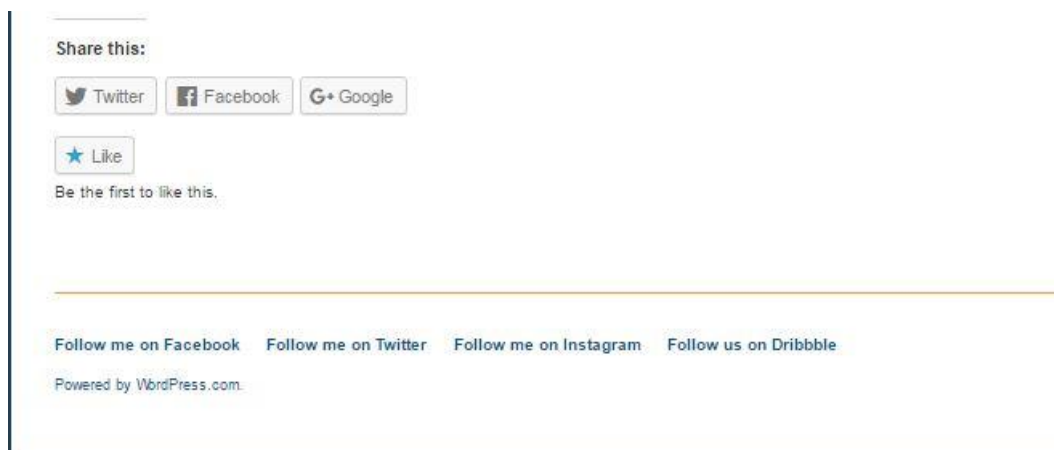 Share this:
Twitter Facebook G+ Google
Like
Be the first to like this.
Follow me on Facebook Follow me on Twitter Follow me on Instagram Follow us on Dribbble
Powered by WordPress.com.